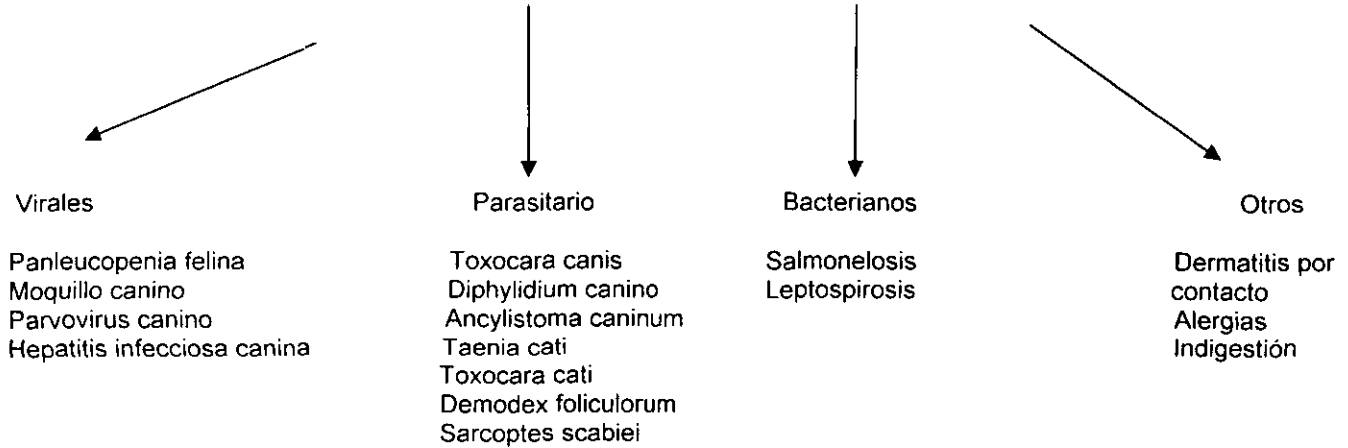 Virales
Panleucopenia felina
Moquillo canino
Parvovirus canino
Hepatitis infecciosa canina
Parasitario
Toxocara canis
Diphylidium canino
Ancylistoma caninum
Taenia cati
Toxocara cati
Demodex foliculorum
Sarcoptes scabiei
Bacterianos
Salmonelosis
Leptospirosis
Otros
Dermatitis por
contacto
Alergias
Indigestión